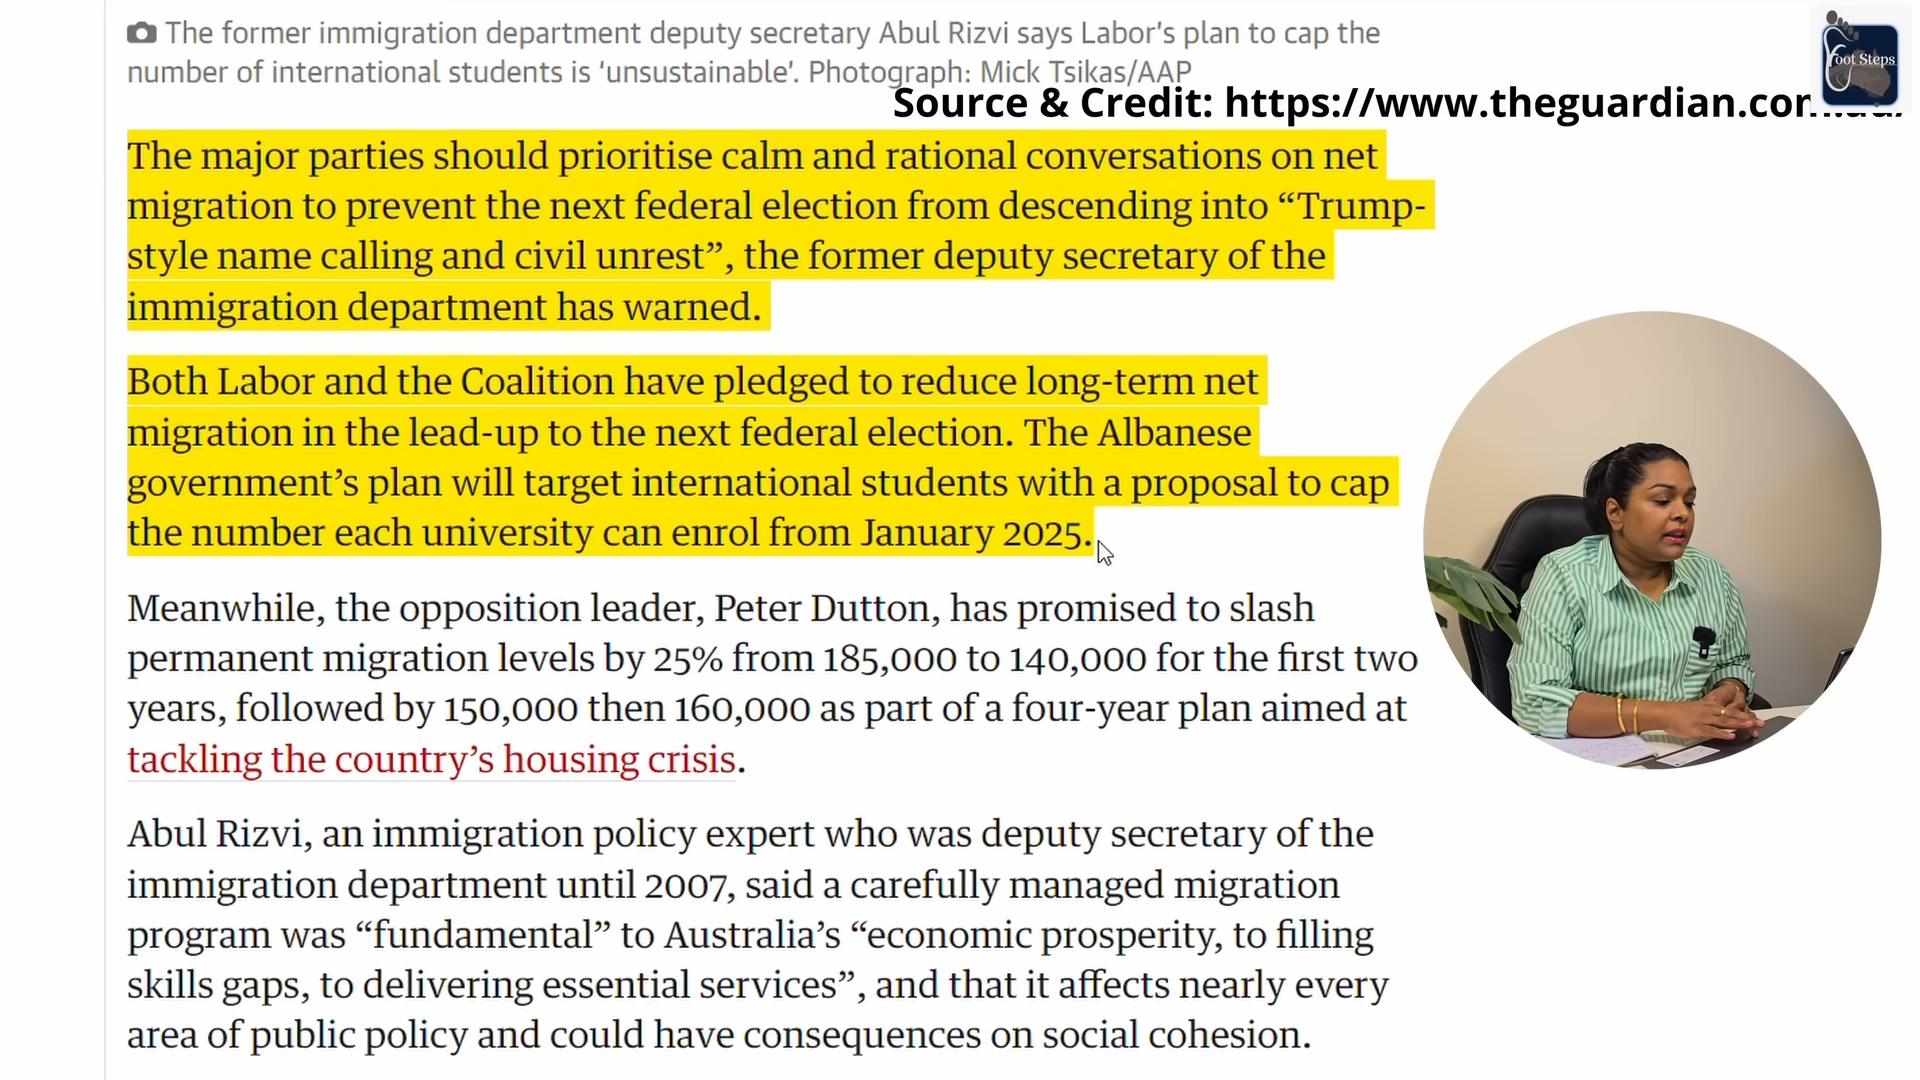 The former immigration department deputy secretary Abul Rizvi says Labor's plan to cap the
number of international students is 'unsustainable'. Photograph: Mick Tsikas/AAP
Foot Steps
Source & Credit: https://www.theguardian.com.au/
The major parties should prioritise calm and rational conversations on net
migration to prevent the next federal election from descending into “Trump-
style name calling and civil unrest”, the former deputy secretary of the
immigration department has warned.
Both Labor and the Coalition have pledged to reduce long-term net
migration in the lead-up to the next federal election. The Albanese
government’s plan will target international students with a proposal to cap
the number each university can enrol from January 2025.
Meanwhile, the opposition leader, Peter Dutton, has promised to slash
permanent migration levels by 25% from 185,000 to 140,000 for the first two
years, followed by 150,000 then 160,000 as part of a four-year plan aimed at
tackling the country’s housing crisis.
Abul Rizvi, an immigration policy expert who was deputy secretary of the
immigration department until 2007, said a carefully managed migration
program was “fundamental” to Australia’s “economic prosperity, to filling
skills gaps, to delivering essential services”, and that it affects nearly every
area of public policy and could have consequences on social cohesion.